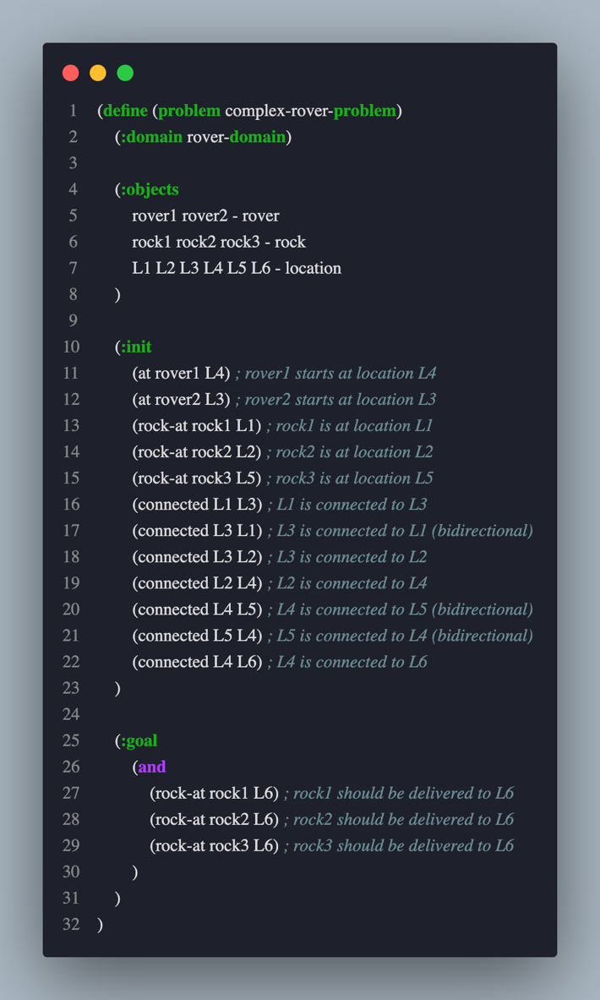 1 (define (problem complex-rover-problem)
2 (:domain rover-domain)
3
4 (:objects
5 rover1 rover2 - rover
6 rock1 rock2 rock3 - rock
7 L1 L2 L3 L4 L5 L6 - location
8 )
9
10 (:init
11 (at rover1 L4) ; rover1 starts at location L4
12 (at rover2 L3) ; rover2 starts at location L3
13 (rock-at rock1 L1) ; rock1 is at location L1
14 (rock-at rock2 L2) ; rock2 is at location L2
15 (rock-at rock3 L5) ; rock3 is at location L5
16 (connected L1 L3) ; L1 is connected to L3
17 (connected L3 L1) ; L3 is connected to L1 (bidirectional)
18 (connected L3 L2) ; L3 is connected to L2
19 (connected L2 L4) ; L2 is connected to L4
20 (connected L4 L5) ; L4 is connected to L5 (bidirectional)
21 (connected L5 L4) ; L5 is connected to L4 (bidirectional)
22 (connected L4 L6) ; L4 is connected to L6
23 )
24
25 (:goal
26 (and
27 (rock-at rock1 L6) ; rock1 should be delivered to L6
28 (rock-at rock2 L6) ; rock2 should be delivered to L6
29 (rock-at rock3 L6) ; rock3 should be delivered to L6
30 )
31 )
32 )